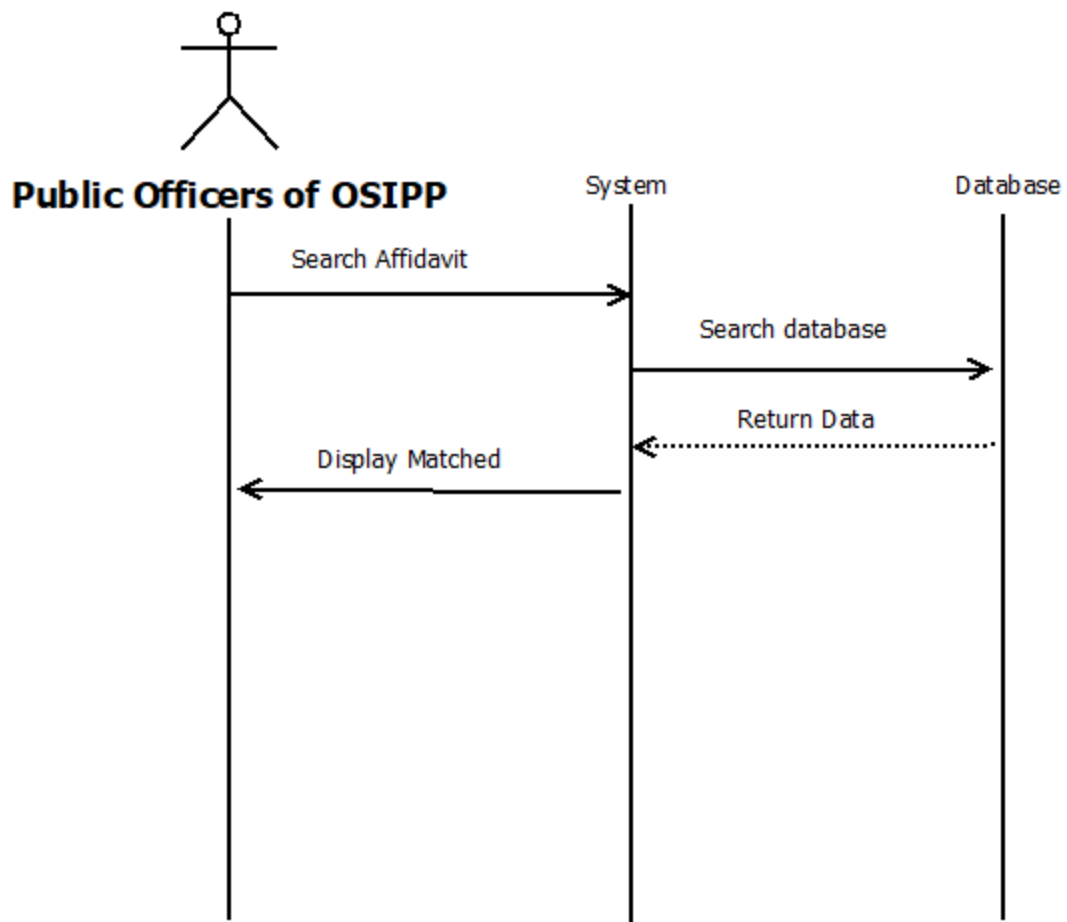 Public Officers of OSIPP
System
Database
Search Affidavit
Search database
Return Data
Display Matched